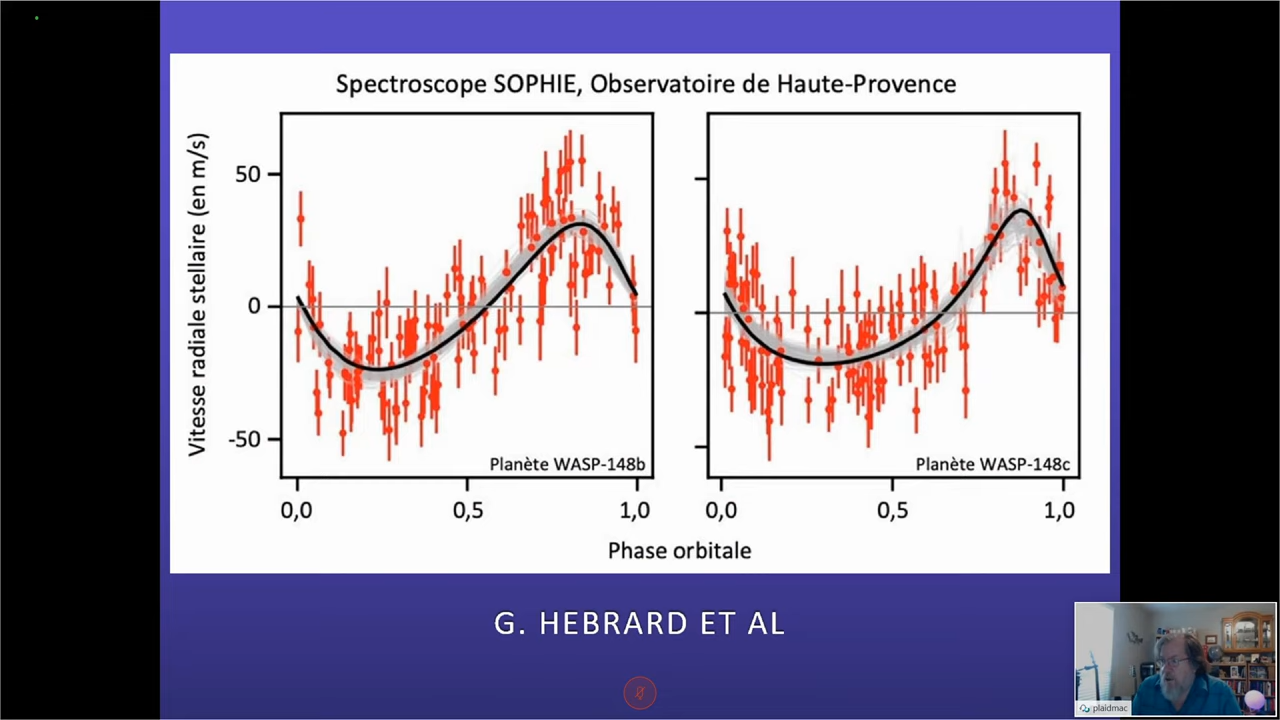 Spectroscope SOPHIE, Observatoire de Haute-Provence
Vitesse radiale stellaire (en m/s)
50
0
-50
Planète WASP-148b
Planète WASP-148c
0,0
0,5
1,0
0,0
0,5
1,0
Phase orbitale
G. HEBRARD ET AL
plaidmac